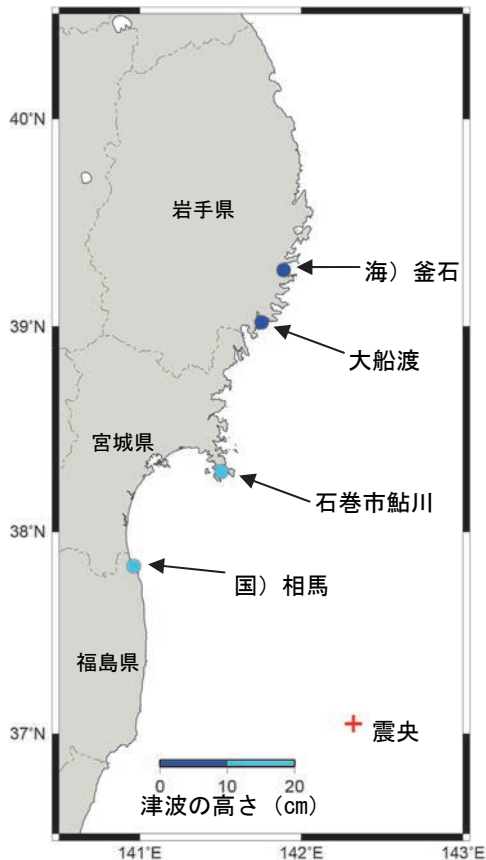 40°N
岩手県
海）釜石
39°N
大船渡
宮城県
石巻市鮎川
38°N
国）相馬
福島県
37°N
震央
0 10 20
津波の高さ（cm）
141°E 142°E 143°E